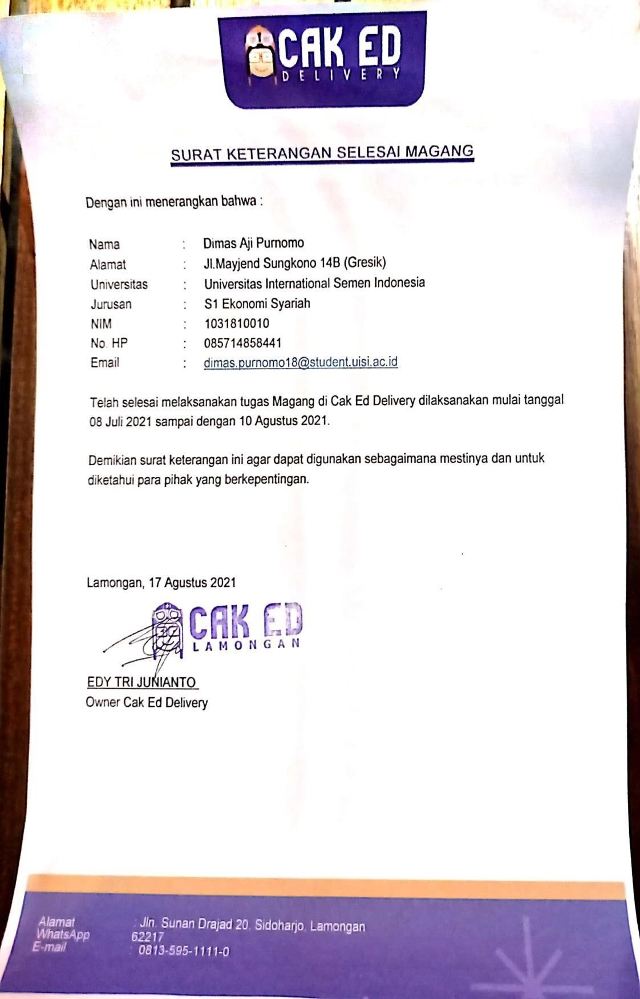 CAK ED
DELIVERY
SURAT KETERANGAN SELESAI MAGANG
Dengan ini menerangkan bahwa :
Nama : Dimas Aji Purnomo
Alamat : Jl.Mayjend Sungkono 14B (Gresik)
Universitas : Universitas International Semen Indonesia
Jurusan : S1 Ekonomi Syariah
NIM : 1031810010
No. HP : 085714858441
Email : dimas.purnomo18@student.uisi.ac.id
Telah selesai melaksanakan tugas Magang di Cak Ed Delivery dilaksanakan mulai tanggal
08 Juli 2021 sampai dengan 10 Agustus 2021.
Demikian surat keterangan ini agar dapat digunakan sebagaimana mestinya dan untuk
diketahui para pihak yang berkepentingan.
Lamongan, 17 Agustus 2021
CAK ED
LAMONGAN
EDY TRI JUNIANTO
Owner Cak Ed Delivery
Alamat : Jln. Sunan Drajad 20. Sidoharjo. Lamongan
WhatsApp 62217
E-mail : 0813-595-1111-0